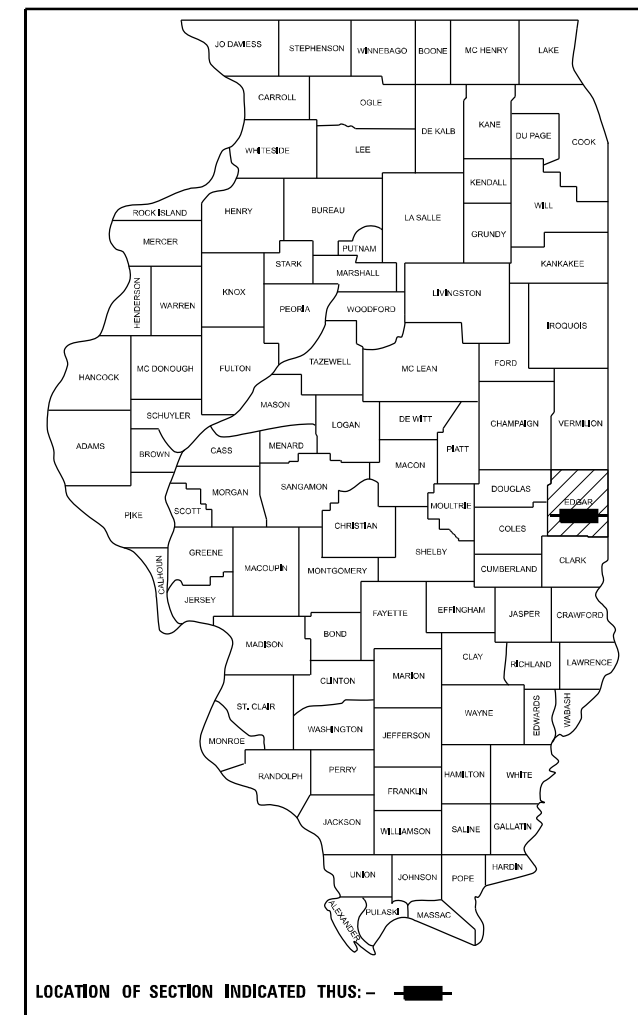 JO DAVIESS
STEPHENSON
WINNEBAGO
BOONE
MC HENRY
LAKE
CARROLL
OGLE
DE KALB
KANE
DU PAGE
COOK
WHITESIDE
LEE
KENDALL
WILL
ROCK ISLAND
HENRY
BUREAU
LA SALLE
GRUNDY
MERCER
PUTNAM
KANKAKEE
STARK
MARSHALL
HENDERSON
WARREN
KNOX
PEORIA
WOODFORD
LIVINGSTON
IROQUOIS
HANCOCK
MC DONOUGH
FULTON
TAZEWELL
MC LEAN
FORD
SCHUYLER
MASON
LOGAN
DE WITT
CHAMPAIGN
VERMILION
ADAMS
BROWN
CASS
MENARD
PIATT
MACON
PIKE
SCOTT
MORGAN
SANGAMON
CHRISTIAN
MOULTRIE
DOUGLAS
EDGAR
COLES
CALHOUN
GREENE
MACOUPIN
MONTGOMERY
SHELBY
CUMBERLAND
CLARK
JERSEY
FAYETTE
EFFINGHAM
JASPER
CRAWFORD
MADISON
BOND
CLAY
RICHLAND
LAWRENCE
CLINTON
MARION
ST. CLAIR
WAYNE
EDWARDS
WABASH
MONROE
WASHINGTON
JEFFERSON
RANDOLPH
PERRY
HAMILTON
WHITE
FRANKLIN
JACKSON
WILLIAMSON
SALINE
GALLATIN
UNION
JOHNSON
POPE
HARDIN
ALEXANDER
PULASKI
MASSAC
LOCATION OF SECTION INDICATED THUS: -